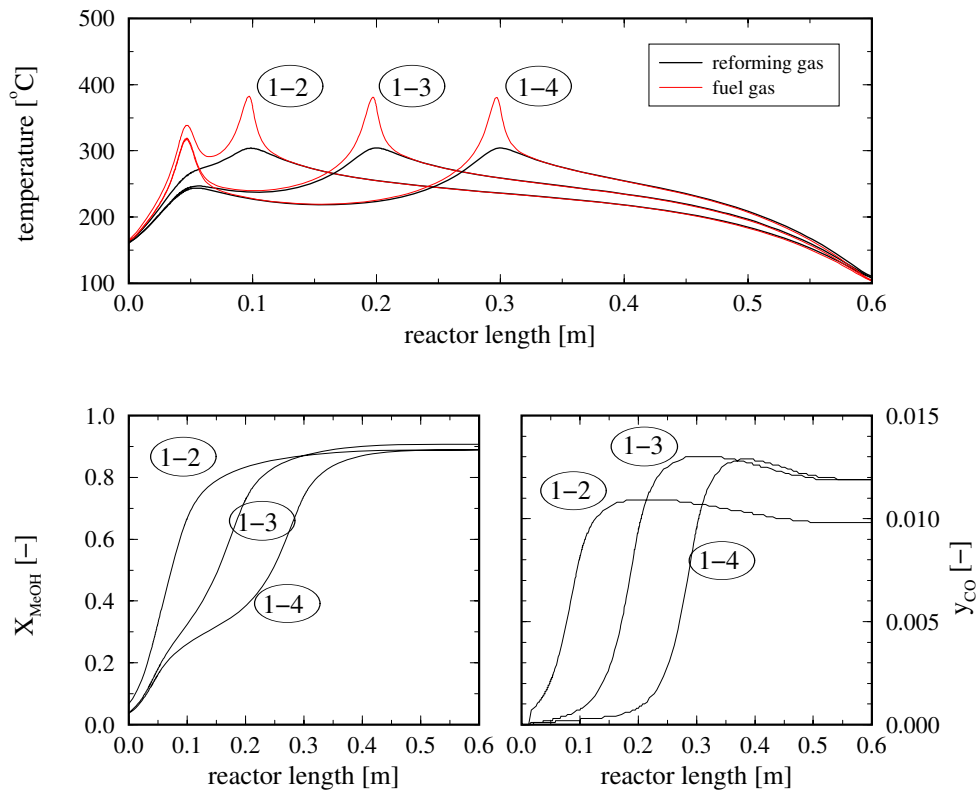 500
400
300
200
100
temperature [°C]
1−2
1−3
1−4
reforming gas
fuel gas
0.0 0.1 0.2 0.3 0.4 0.5 0.6
reactor length [m]
1.0
0.8
0.6
0.4
0.2
0.0
X_MeOH [−]
1−2
1−3
1−4
0.0 0.1 0.2 0.3 0.4 0.5 0.6
reactor length [m]
1−3
1−2
1−4
0.015
0.010
0.005
0.000
y_CO [−]
0.0 0.1 0.2 0.3 0.4 0.5 0.6
reactor length [m]